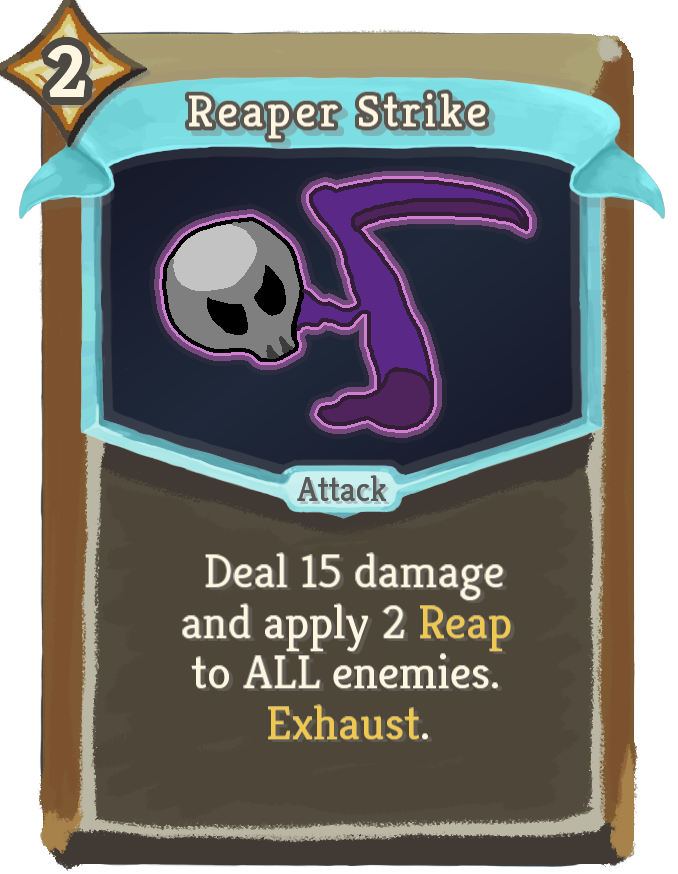 2
Reaper Strike
Attack
Deal 15 damage
and apply 2 Reap
to ALL enemies.
Exhaust.